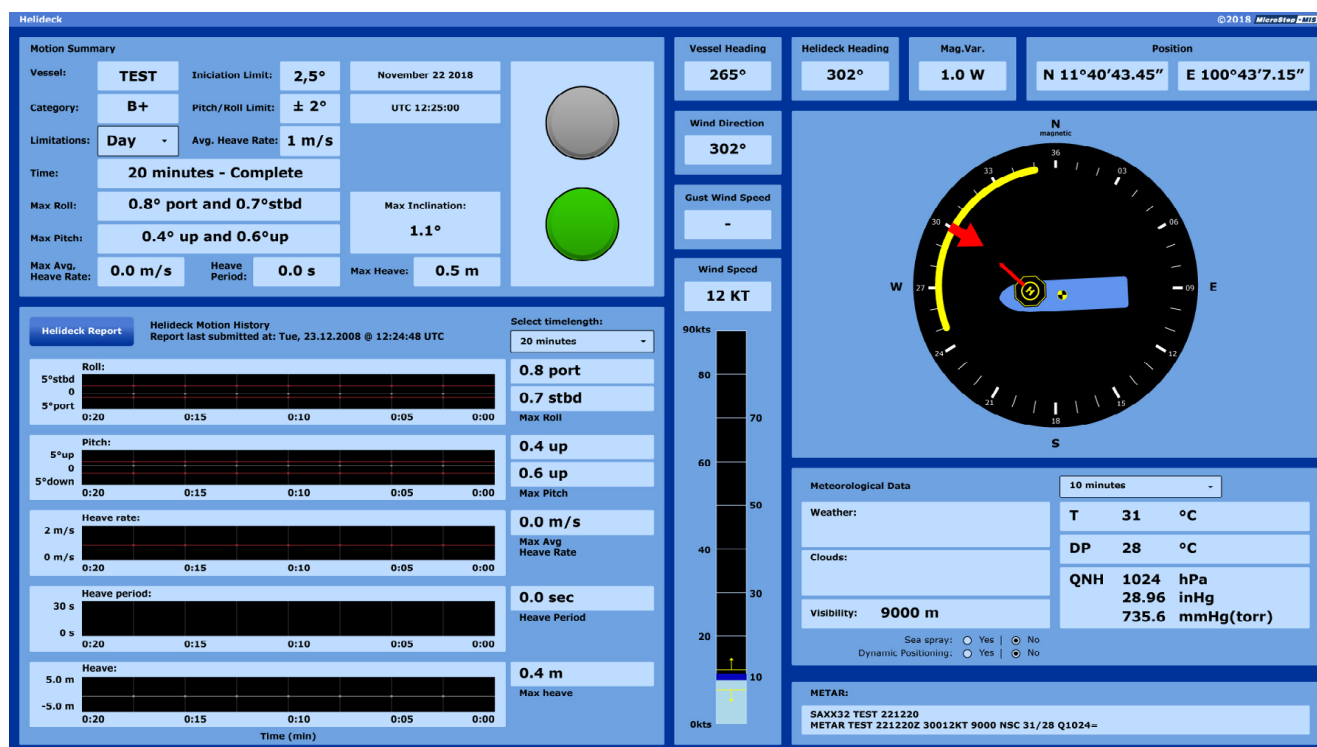 Helideck
©2018 MicroStep-MIS
Motion Summary
Vessel: TEST Iniciation Limit: 2,5° November 22 2018
Category: B+ Pitch/Roll Limit: ± 2° UTC 12:25:00
Limitations: Day Avg. Heave Rate: 1 m/s
Time: 20 minutes - Complete
Max Roll: 0.8° port and 0.7°stbd
Max Pitch: 0.4° up and 0.6°up
Max Inclination:
1.1°
Max Avg,
Heave Rate: 0.0 m/s Heave
Period: 0.0 s Max Heave: 0.5 m
Helideck Report
Helideck Motion History
Report last submitted at: Tue, 23.12.2008 @ 12:24:48 UTC
Select timelength:
20 minutes
Roll:
5°stbd
0
5°port
0:20 0:15 0:10 0:05 0:00
0.8 port
0.7 stbd
Max Roll
Pitch:
5°up
0
5°down
0:20 0:15 0:10 0:05 0:00
0.4 up
0.6 up
Max Pitch
Heave rate:
2 m/s
0 m/s
0:20 0:15 0:10 0:05 0:00
0.0 m/s
Max Avg
Heave Rate
Heave period:
30 s
0 s
0:20 0:15 0:10 0:05 0:00
0.0 sec
Heave Period
Heave:
5.0 m
-5.0 m
0:20 0:15 0:10 0:05 0:00
0.4 m
Max heave
Time (min)
Vessel Heading
265°
Wind Direction
302°
Gust Wind Speed
-
Wind Speed
12 KT
90kts
80
70
60
50
40
30
20
10
0kts
Helideck Heading
302°
Mag.Var.
1.0 W
Position
N 11°40’43.45” E 100°43’7.15”
N
magnetic
36
33 03
30 06
W 27 H 09 E
24 12
21 15
18
S
Meteorological Data
10 minutes
Weather:
Clouds:
Visibility: 9000 m
T 31 °C
DP 28 °C
QNH 1024 hPa
28.96 inHg
735.6 mmHg(torr)
Sea spray: Yes | No
Dynamic Positioning: Yes | No
METAR:
SAXX32 TEST 221220
METAR TEST 221220Z 30012KT 9000 NSC 31/28 Q1024=